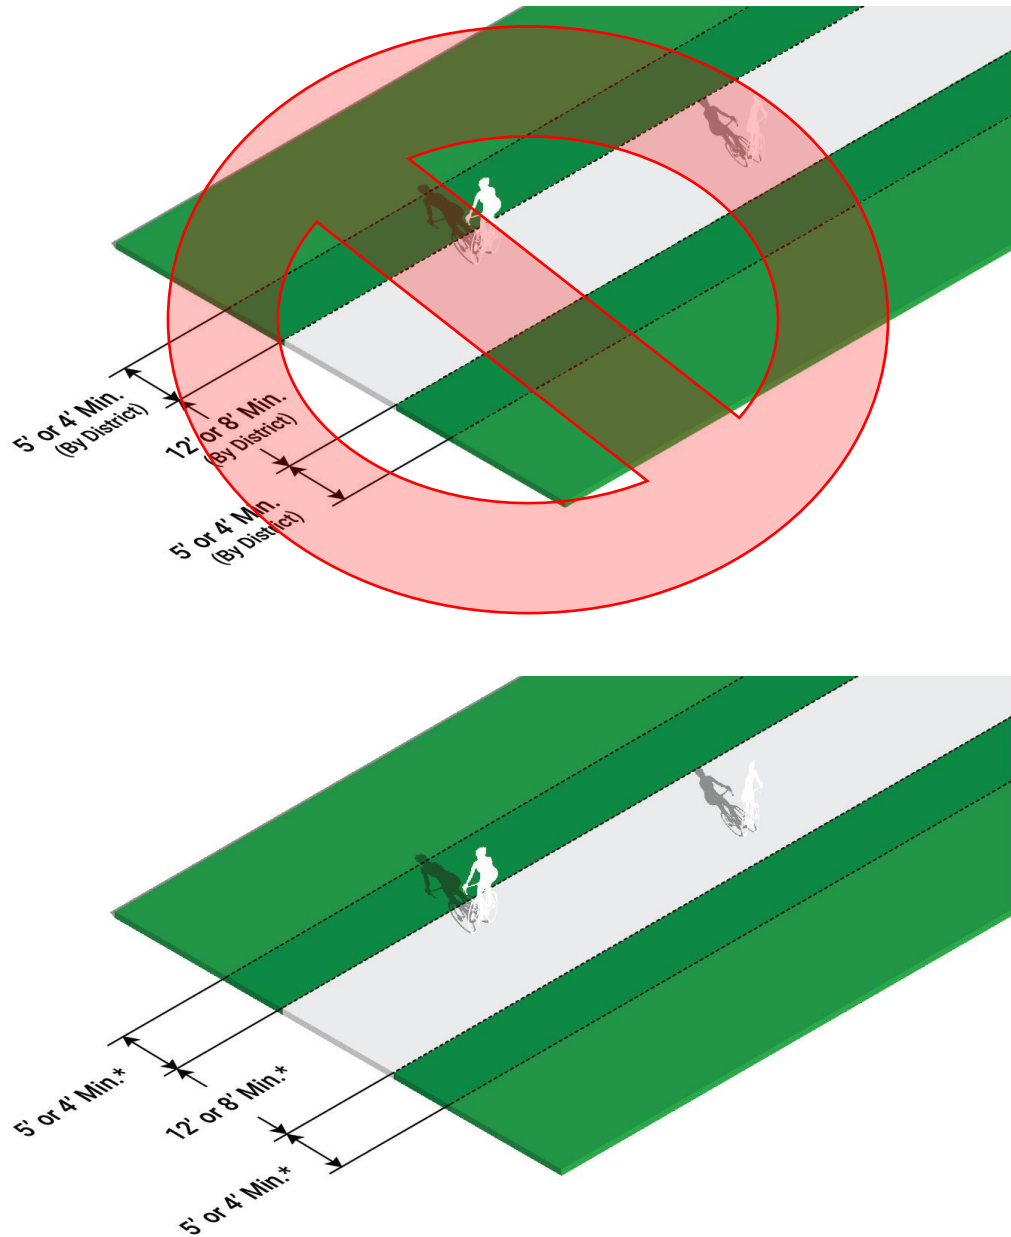 5' or 4' Min.
(By District)
12' or 8' Min.
(By District)
5' or 4' Min.
(By District)
5' or 4' Min.*
12' or 8' Min.*
5' or 4' Min.*